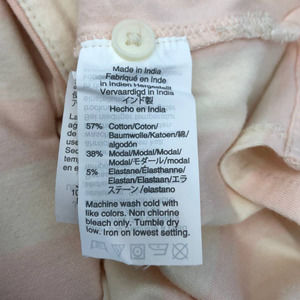 Made in India
Fabriqué en Inde
in Indien Hergestellt
Vervaardigd in India
インド製
Hecho en India
57% Cotton/Coton/
Baumwolle/Katoen/綿/
algodón
38% Modal/Modal/Modal/
Modal/モダール/modal
5% Elastane/Élasthanne/
Elastan/Elastaan/エラ
ステーン/elastano
Machine wash cold with
like colors. Non chlorine
bleach only. Tumble dry
low. Iron on lowest setting.